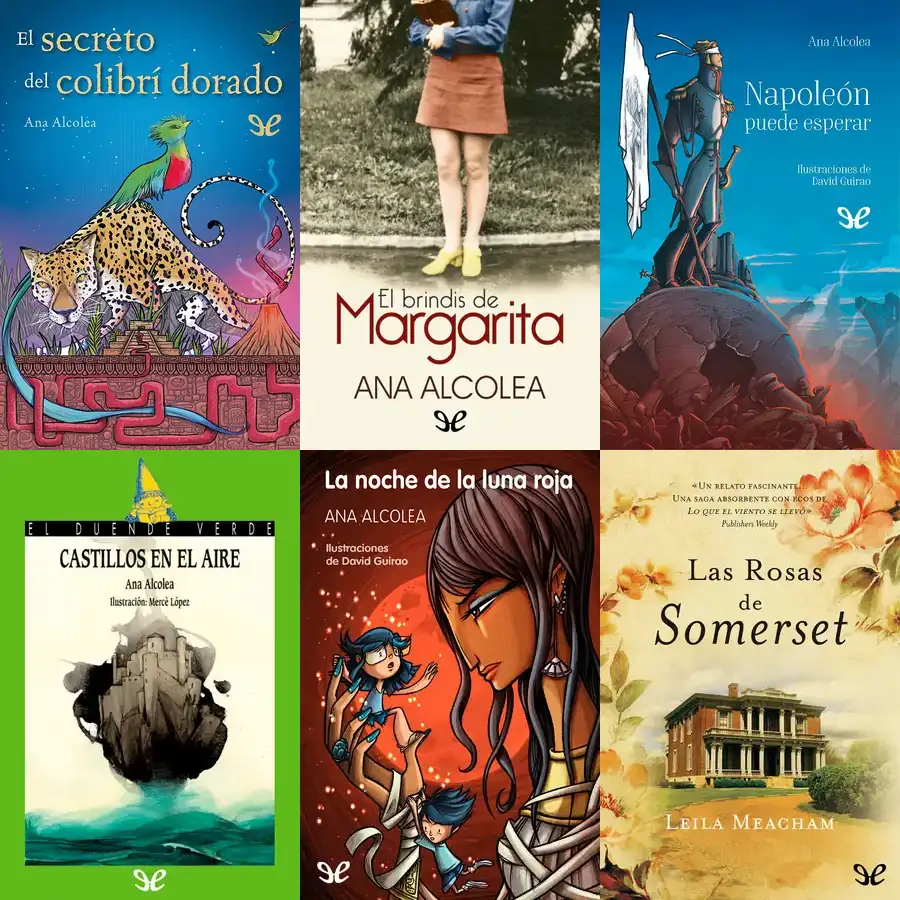 El secreto
del colibrí dorado
Ana Alcolea
El brindis de
Margarita
ANA ALCOLEA
Ana Alcolea
Napoleón
puede esperar
Ilustraciones de
David Guirao
EL DUENDE VERDE
CASTILLOS EN EL AIRE
Ana Alcolea
Ilustración: Mercè López
La noche de la luna roja
ANA ALCOLEA
Ilustraciones
de David Guirao
«UN RELATO FASCINANTE...
UNA SAGA ABSORBENTE CON ECOS DE
LO QUE EL VIENTO SE LLEVÓ»
Publishers Weekly
Las Rosas
de
Somerset
LEILA MEACHAM